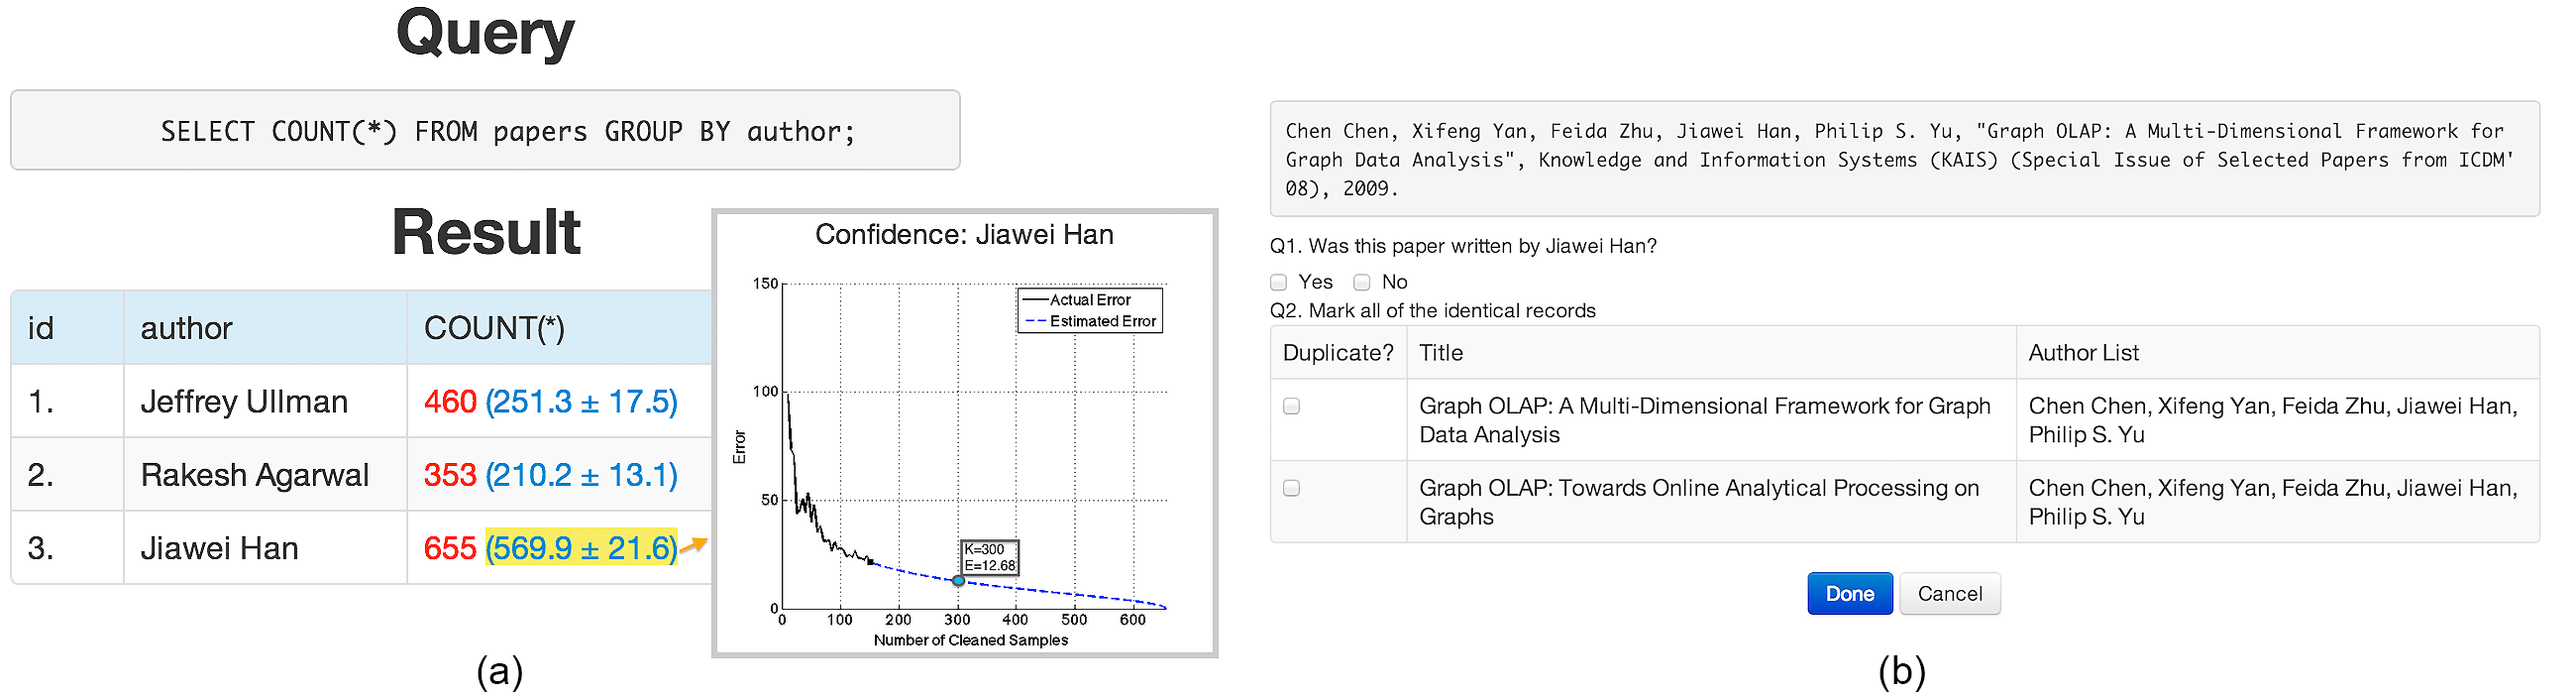 Query
SELECT COUNT(*) FROM papers GROUP BY author;
Result
id author COUNT(*)
1. Jeffrey Ullman 460 (251.3 ± 17.5)
2. Rakesh Agarwal 353 (210.2 ± 13.1)
3. Jiawei Han 655 (569.9 ± 21.6)
Confidence: Jiawei Han
150
100
50
0
Error
Actual Error
Estimated Error
K=300
E=12.68
0 100 200 300 400 500 600
Number of Cleaned Samples
(a)
Chen Chen, Xifeng Yan, Feida Zhu, Jiawei Han, Philip S. Yu, "Graph OLAP: A Multi-Dimensional Framework for
Graph Data Analysis", Knowledge and Information Systems (KAIS) (Special Issue of Selected Papers from ICDM'
08), 2009.
Q1. Was this paper written by Jiawei Han?
Yes No
Q2. Mark all of the identical records
Duplicate? Title Author List
Graph OLAP: A Multi-Dimensional Framework for Graph
Data Analysis
Chen Chen, Xifeng Yan, Feida Zhu, Jiawei Han,
Philip S. Yu
Graph OLAP: Towards Online Analytical Processing on
Graphs
Chen Chen, Xifeng Yan, Feida Zhu, Jiawei Han,
Philip S. Yu
Done Cancel
(b)